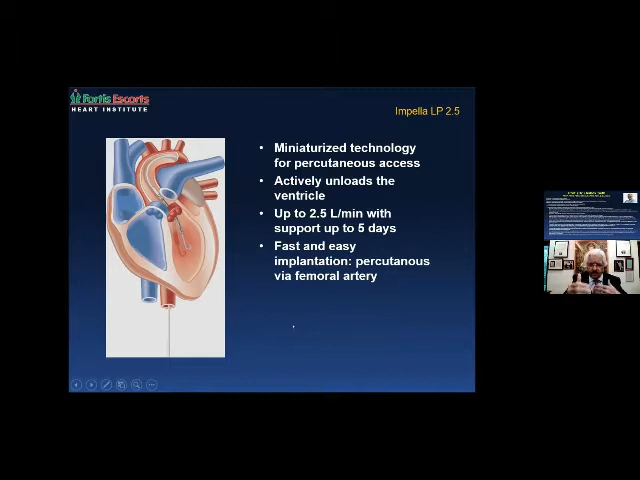 Fortis Escorts
HEART INSTITUTE
Impella LP 2.5
• Miniaturized technology
for percutaneous access
• Actively unloads the
ventricle
• Up to 2.5 L/min with
support up to 5 days
• Fast and easy
implantation: percutanous
via femoral artery